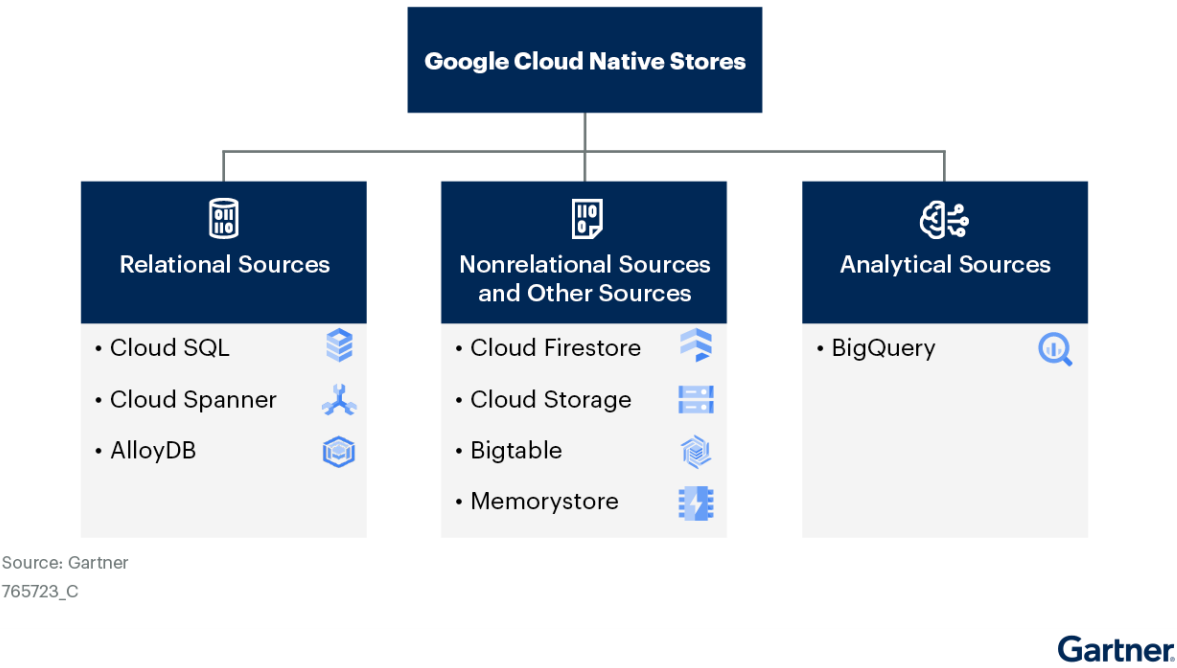 Google Cloud Native Stores
Relational Sources
• Cloud SQL
• Cloud Spanner
• AlloyDB
Nonrelational Sources
and Other Sources
• Cloud Firestore
• Cloud Storage
• Bigtable
• Memorystore
Analytical Sources
• BigQuery
Source: Gartner
765723_C
Gartner